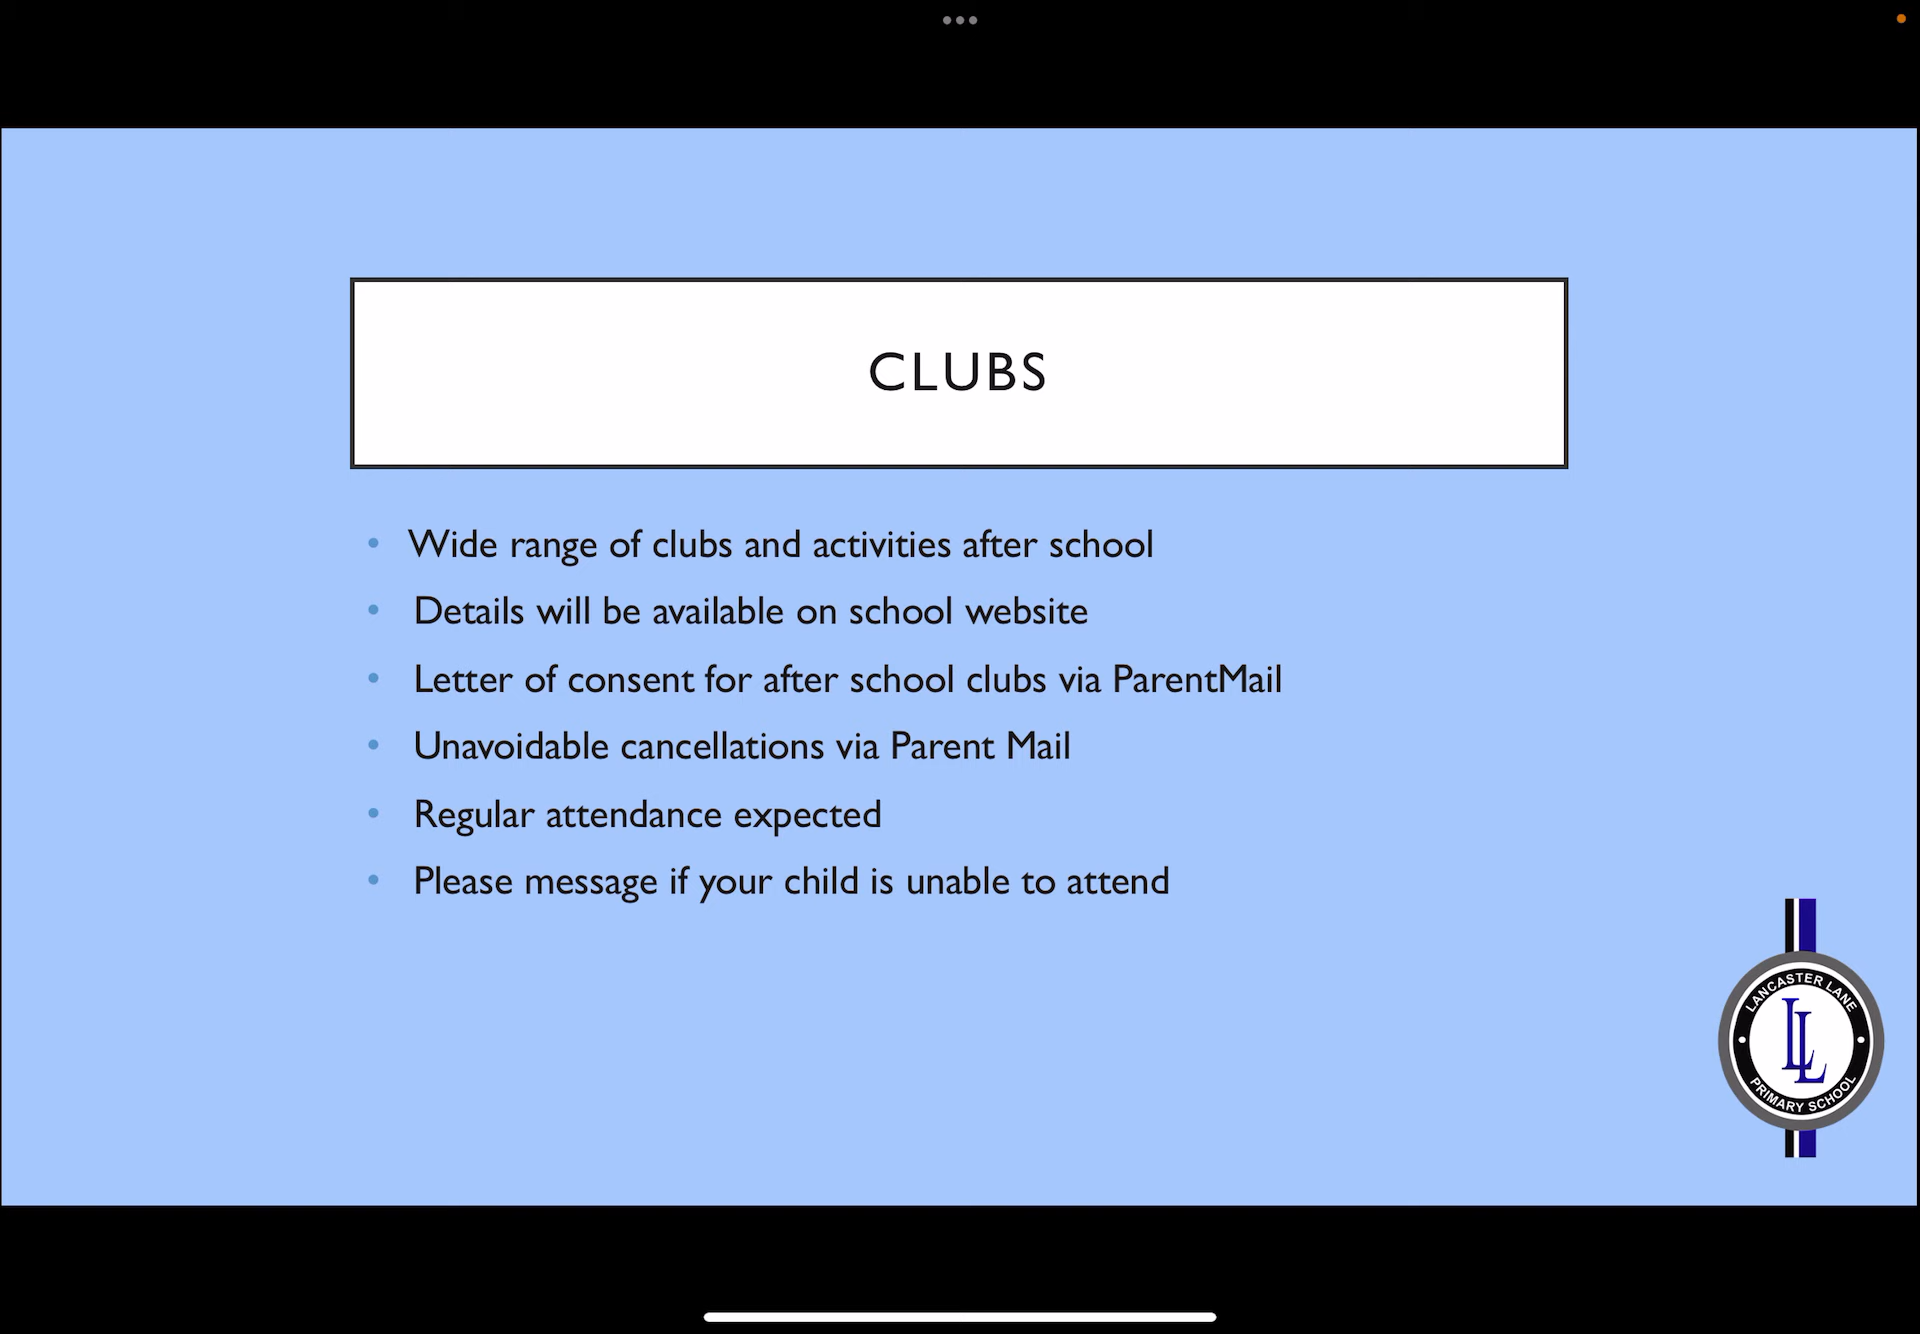 CLUBS
• Wide range of clubs and activities after school
• Details will be available on school website
• Letter of consent for after school clubs via ParentMail
• Unavoidable cancellations via Parent Mail
• Regular attendance expected
• Please message if your child is unable to attend
LANCASTER LANE
LL
PRIMARY SCHOOL